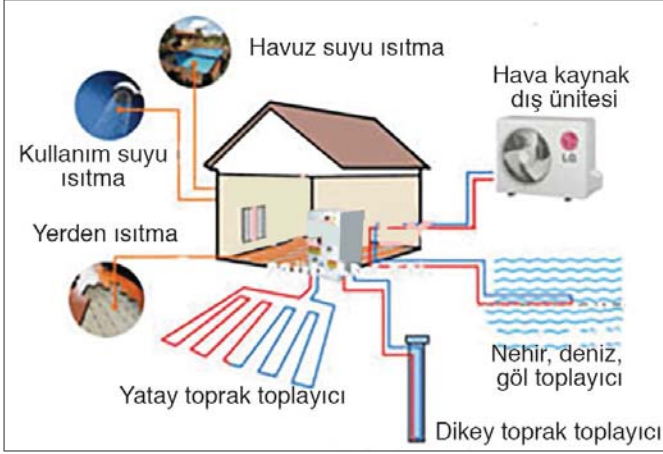 Havuz suyu ısıtma
Hava kaynak
dış ünitesi
LG
Kullanım suyu
ısıtma
Yerden ısıtma
Nehir, deniz,
göl toplayıcı
Yatay toprak toplayıcı
Dikey toprak toplayıcı